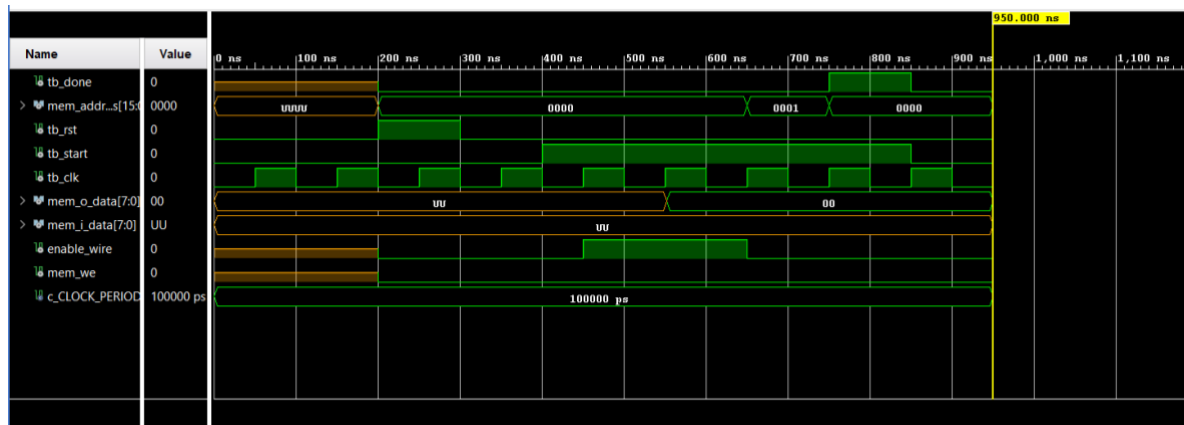 950.000 ns
Name Value
0 ns 100 ns 200 ns 300 ns 400 ns 500 ns 600 ns 700 ns 800 ns 900 ns 1,000 ns 1,100 ns
tb_done 0
> mem_addr...s[15:0 0000 UUUU 0000 0001 0000
tb_rst 0
tb_start 0
tb_clk 0
> mem_o_data[7:0] 00 UU 00
> mem_i_data[7:0] UU UU
enable_wire 0
mem_we 0
c_CLOCK_PERIOD 100000 ps 100000 ps